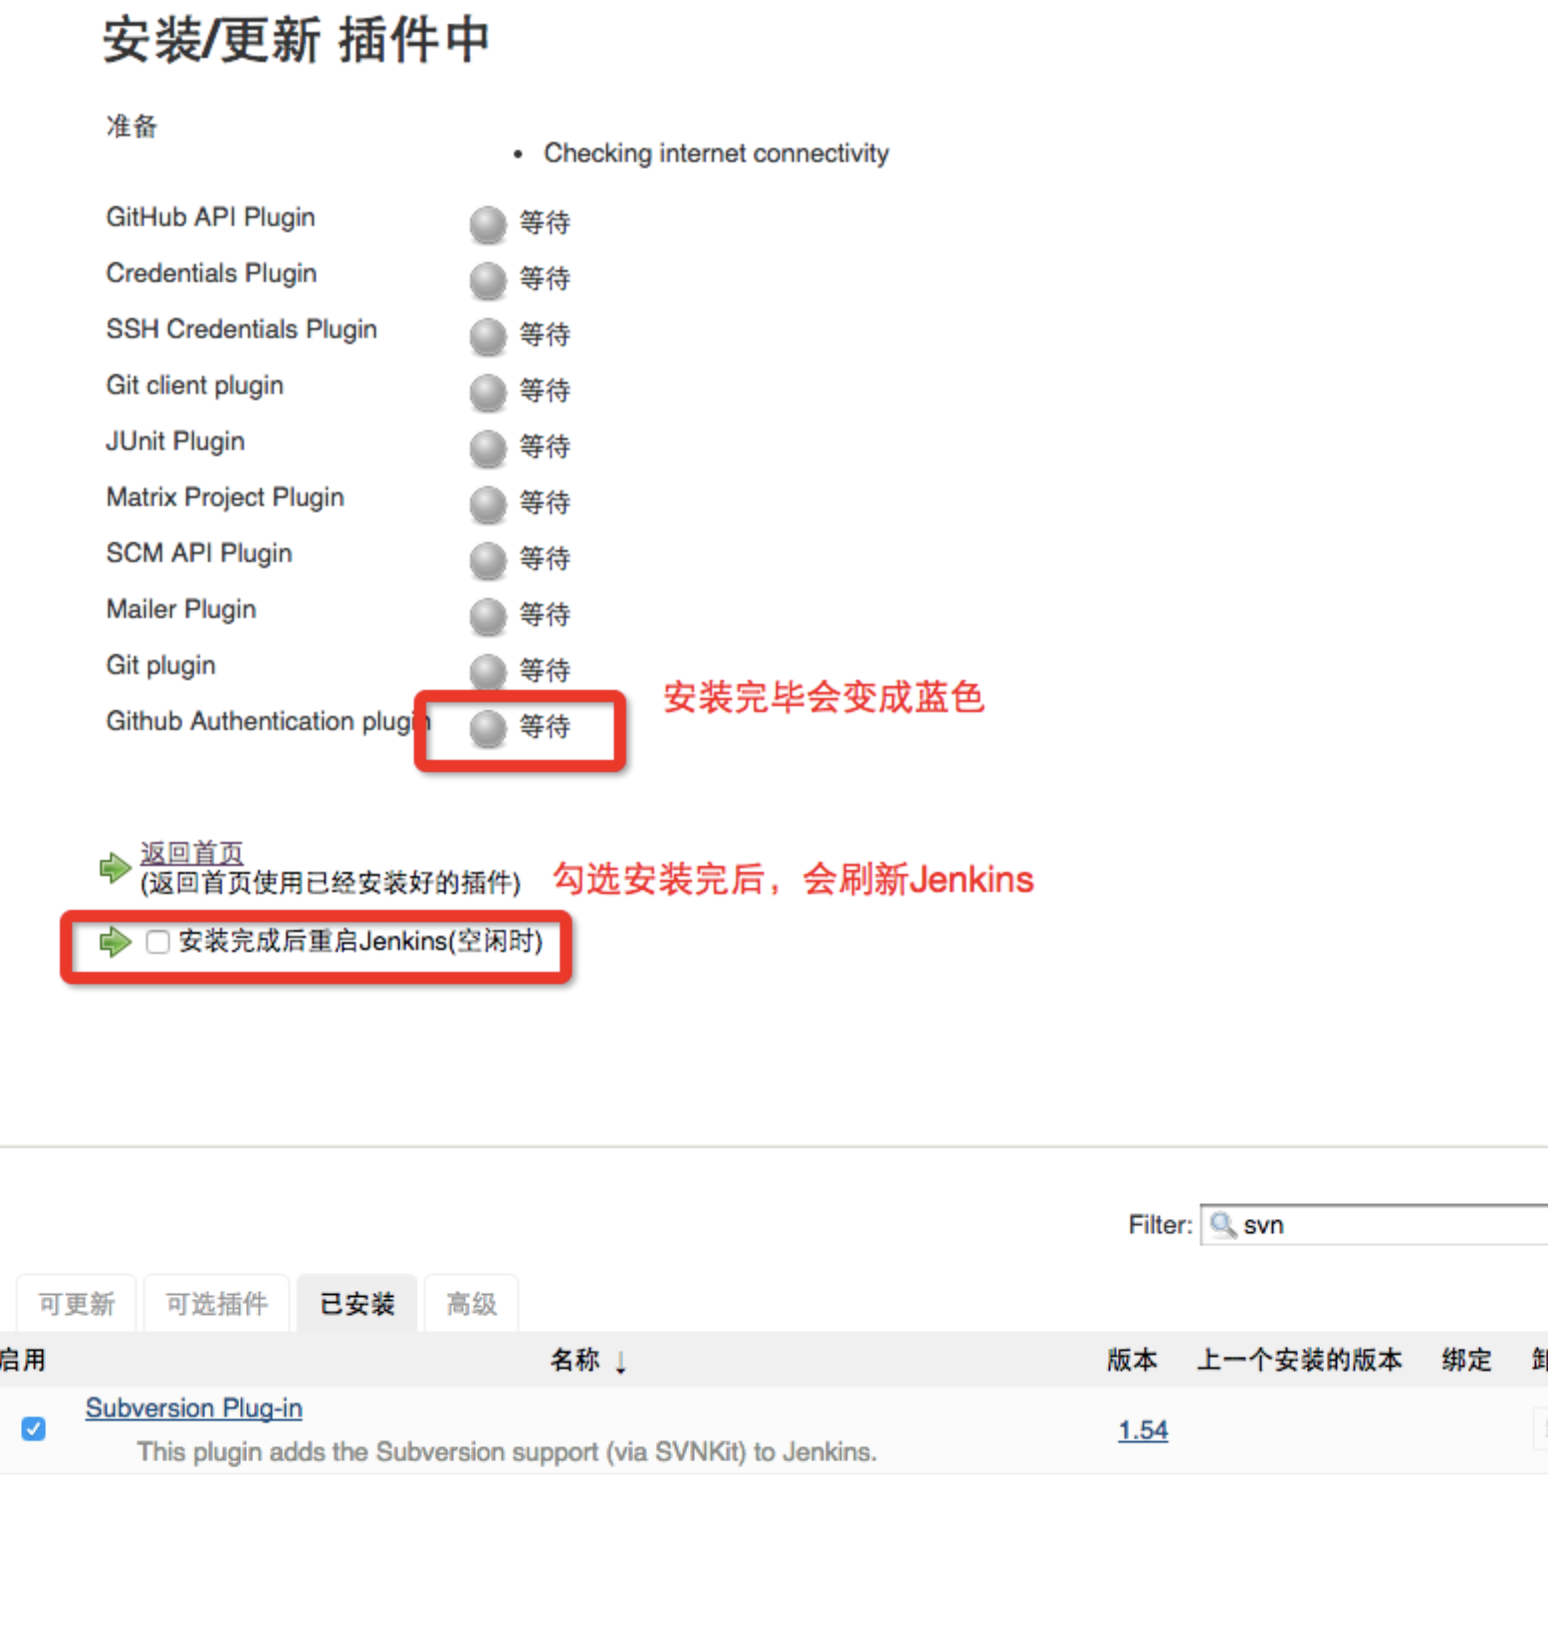 安装/更新 插件中
准备
• Checking internet connectivity
GitHub API Plugin 等待
Credentials Plugin 等待
SSH Credentials Plugin 等待
Git client plugin 等待
JUnit Plugin 等待
Matrix Project Plugin 等待
SCM API Plugin 等待
Mailer Plugin 等待
Git plugin 等待
安装完毕会变成蓝色
Github Authentication plugin 等待
返回首页
(返回首页使用已经安装好的插件) 勾选安装完后，会刷新Jenkins
安装完成后重启Jenkins(空闲时)
Filter: svn
可更新 可选插件 已安装 高级
启用 名称 ↓ 版本 上一个安装的版本 绑定
Subversion Plug-in
1.54
This plugin adds the Subversion support (via SVNKit) to Jenkins.